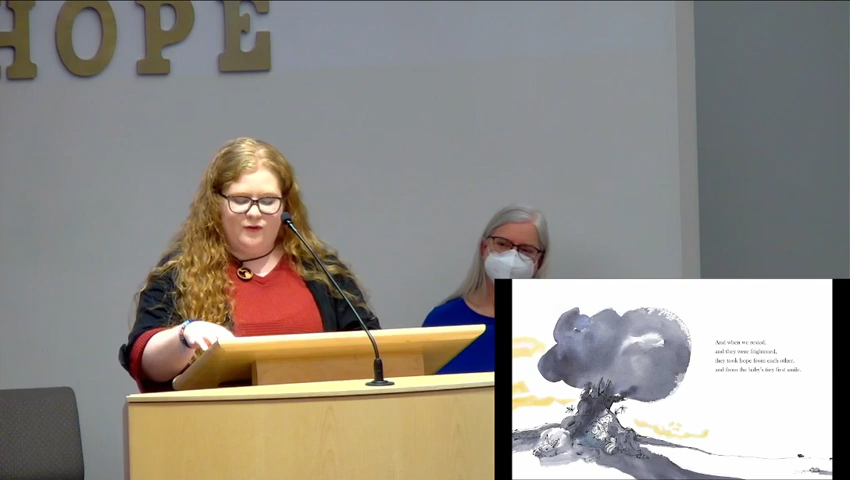 HOPE
And when we rested,
and they were frightened,
they took hope from each other,
and from the baby's tiny first smile.